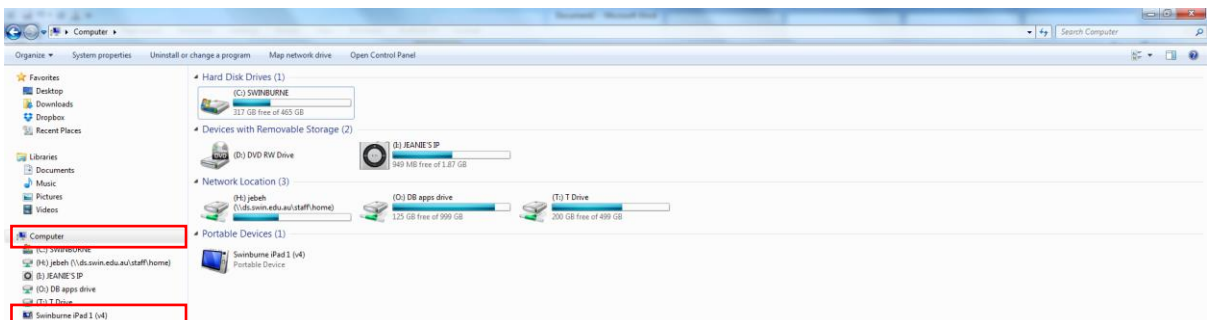 Document - Microsoft Word
Computer
Search Computer
Organize
System properties
Uninstall or change a program
Map network drive
Open Control Panel
Favorites
Desktop
Downloads
Dropbox
Recent Places
Libraries
Documents
Music
Pictures
Videos
Computer
(C:) SWINBURNE
(H:) jebeh (\\ds.swin.edu.au\staff\home)
(I:) JEANIE'S IP
(O:) DB apps drive
(T:) T Drive
Swinburne iPad 1 (v4)
Hard Disk Drives (1)
(C:) SWINBURNE
317 GB free of 465 GB
Devices with Removable Storage (2)
(D:) DVD RW Drive
(I:) JEANIE'S IP
949 MB free of 1.87 GB
Network Location (3)
(H:) jebeh
(\\ds.swin.edu.au\staff\home)
(O:) DB apps drive
125 GB free of 999 GB
(T:) T Drive
200 GB free of 499 GB
Portable Devices (1)
Swinburne iPad 1 (v4)
Portable Device